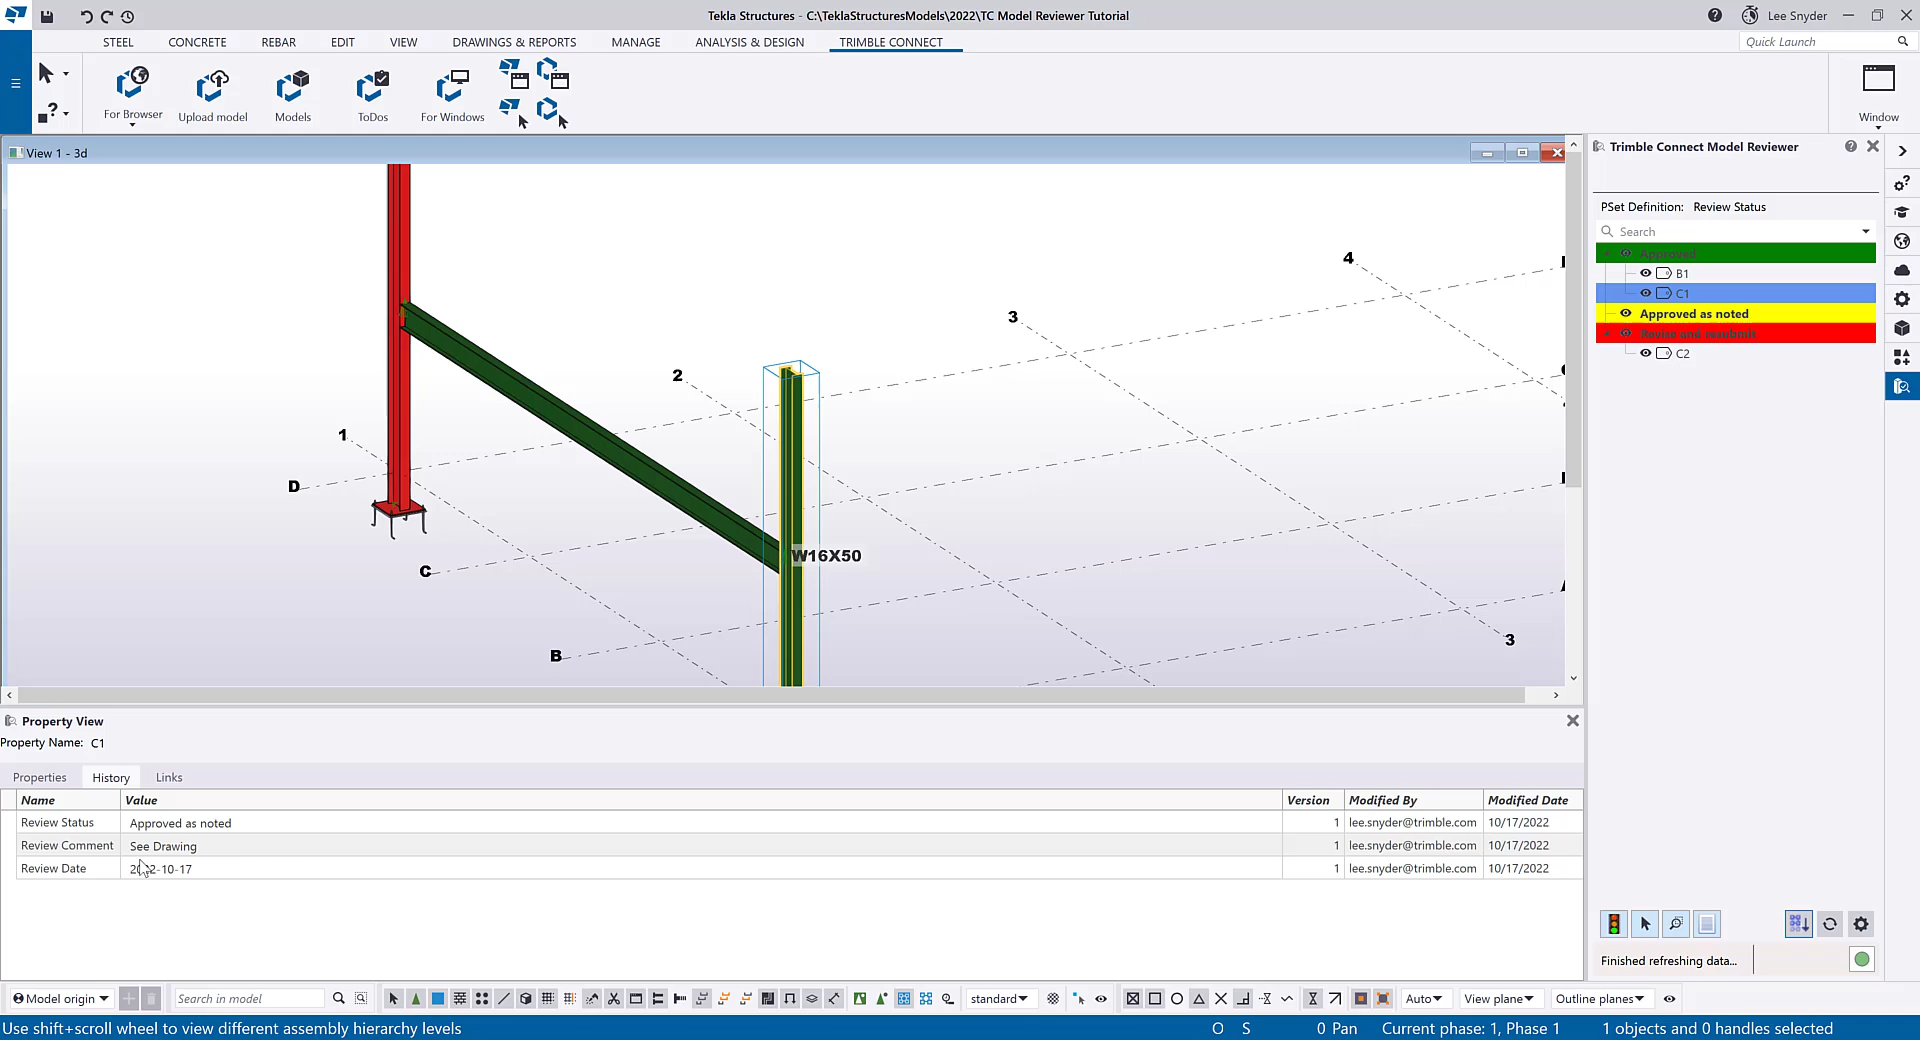 Tekla Structures - C:\TeklaStructuresModels\2022\TC Model Reviewer Tutorial
Lee Snyder
STEEL CONCRETE REBAR EDIT VIEW DRAWINGS & REPORTS MANAGE ANALYSIS & DESIGN TRIMBLE CONNECT
Quick Launch
For Browser Upload model Models ToDos For Windows Window
View 1 - 3d
4
3
2
1
D
W16X50
C
3
B
Trimble Connect Model Reviewer
PSet Definition: Review Status
Search
Approved
B1
C1
Approved as noted
Revise and resubmit
C2
Finished refreshing data...
Property View
Property Name: C1
Properties History Links
Name Value Version Modified By Modified Date
Review Status Approved as noted 1 lee.snyder@trimble.com 10/17/2022
Review Comment See Drawing 1 lee.snyder@trimble.com 10/17/2022
Review Date 2022-10-17 1 lee.snyder@trimble.com 10/17/2022
Model origin Search in model standard Auto View plane Outline planes
Use shift+scroll wheel to view different assembly hierarchy levels O S 0 Pan Current phase: 1, Phase 1 1 objects and 0 handles selected